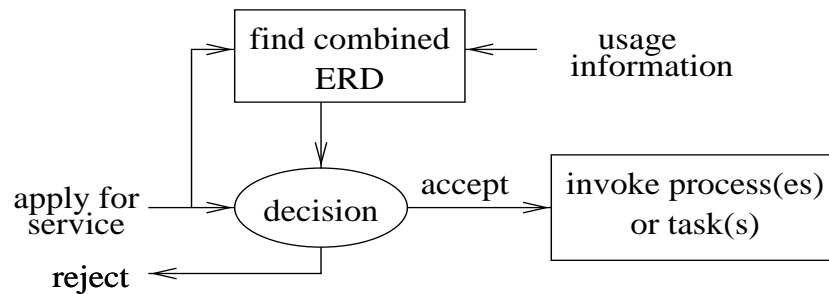 find combined
ERD
usage
information
apply for
service
decision
accept
invoke process(es)
or task(s)
reject